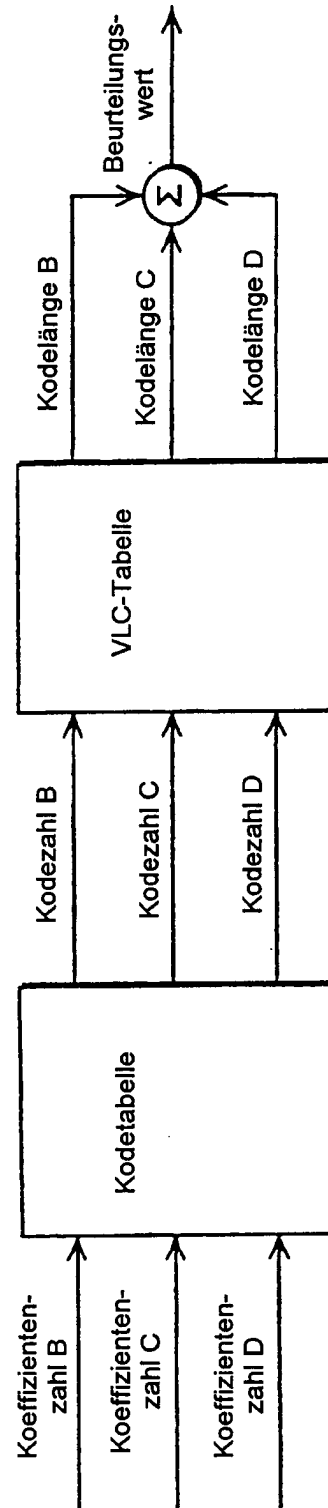 Koeffizienten-
zahl B
Koeffizienten-
zahl C
Koeffizienten-
zahl D
Kodetabelle
Kodezahl B
Kodezahl C
Kodezahl D
VLC-Tabelle
Kodelänge B
Kodelänge C
Kodelänge D
Σ
Beurteilungs-
wert